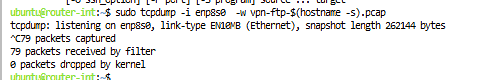 ubuntu@router-int:~$ sudo tcpdump -i enp8s0  -w vpn-ftp-$(hostname -s).pcap
tcpdump: listening on enp8s0, link-type EN10MB (Ethernet), snapshot length 262144 bytes
^C79 packets captured
79 packets received by filter
0 packets dropped by kernel
ubuntu@router-int:~$